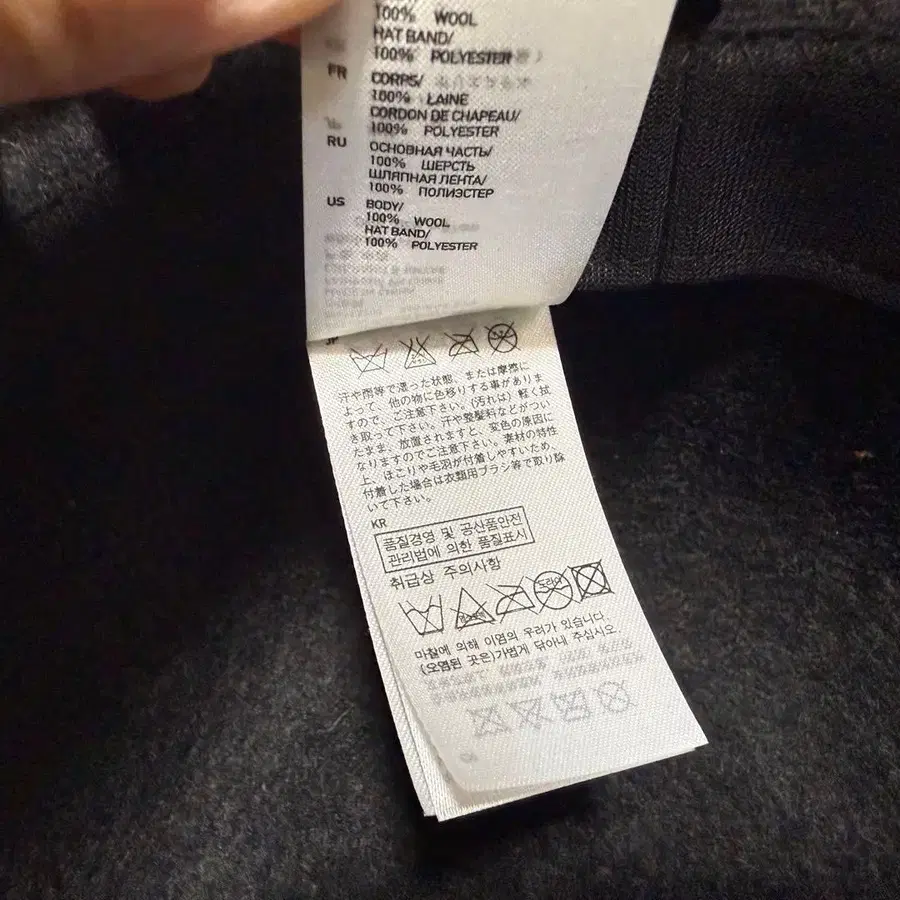 100% WOOL
HAT BAND/
100% POLYESTER
FR CORPS/
100% LAINE
CORDON DE CHAPEAU/
100% POLYESTER
RU ОСНОВНАЯ ЧАСТЬ/
100% ШЕРСТЬ
ШЛЯПНАЯ ЛЕНТА/
100% ПОЛИЭСТЕР
US BODY/
100% WOOL
HAT BAND/
100% POLYESTER
JP
汗や雨等で湿った状態、または摩擦に
よって、他の物に色移りする事がありま
すので、ご注意下さい。(汚れは)軽く拭
き取って下さい。汗や整髪料などがつい
たまま、放置されますと、変色の原因に
なりますのでご注意下さい。素材の特性
上、ほこりや毛羽が付着しやすいため、
付着した場合は衣類用ブラシ等で取り除
いて下さい。
KR
품질경영 및 공산품안전
관리법에 의한 품질표시
취급상 주의사항
드라이
마찰에 의해 이염의 우려가 있습니다.
(오염된 곳은)가볍게 닦아내 주십시오.